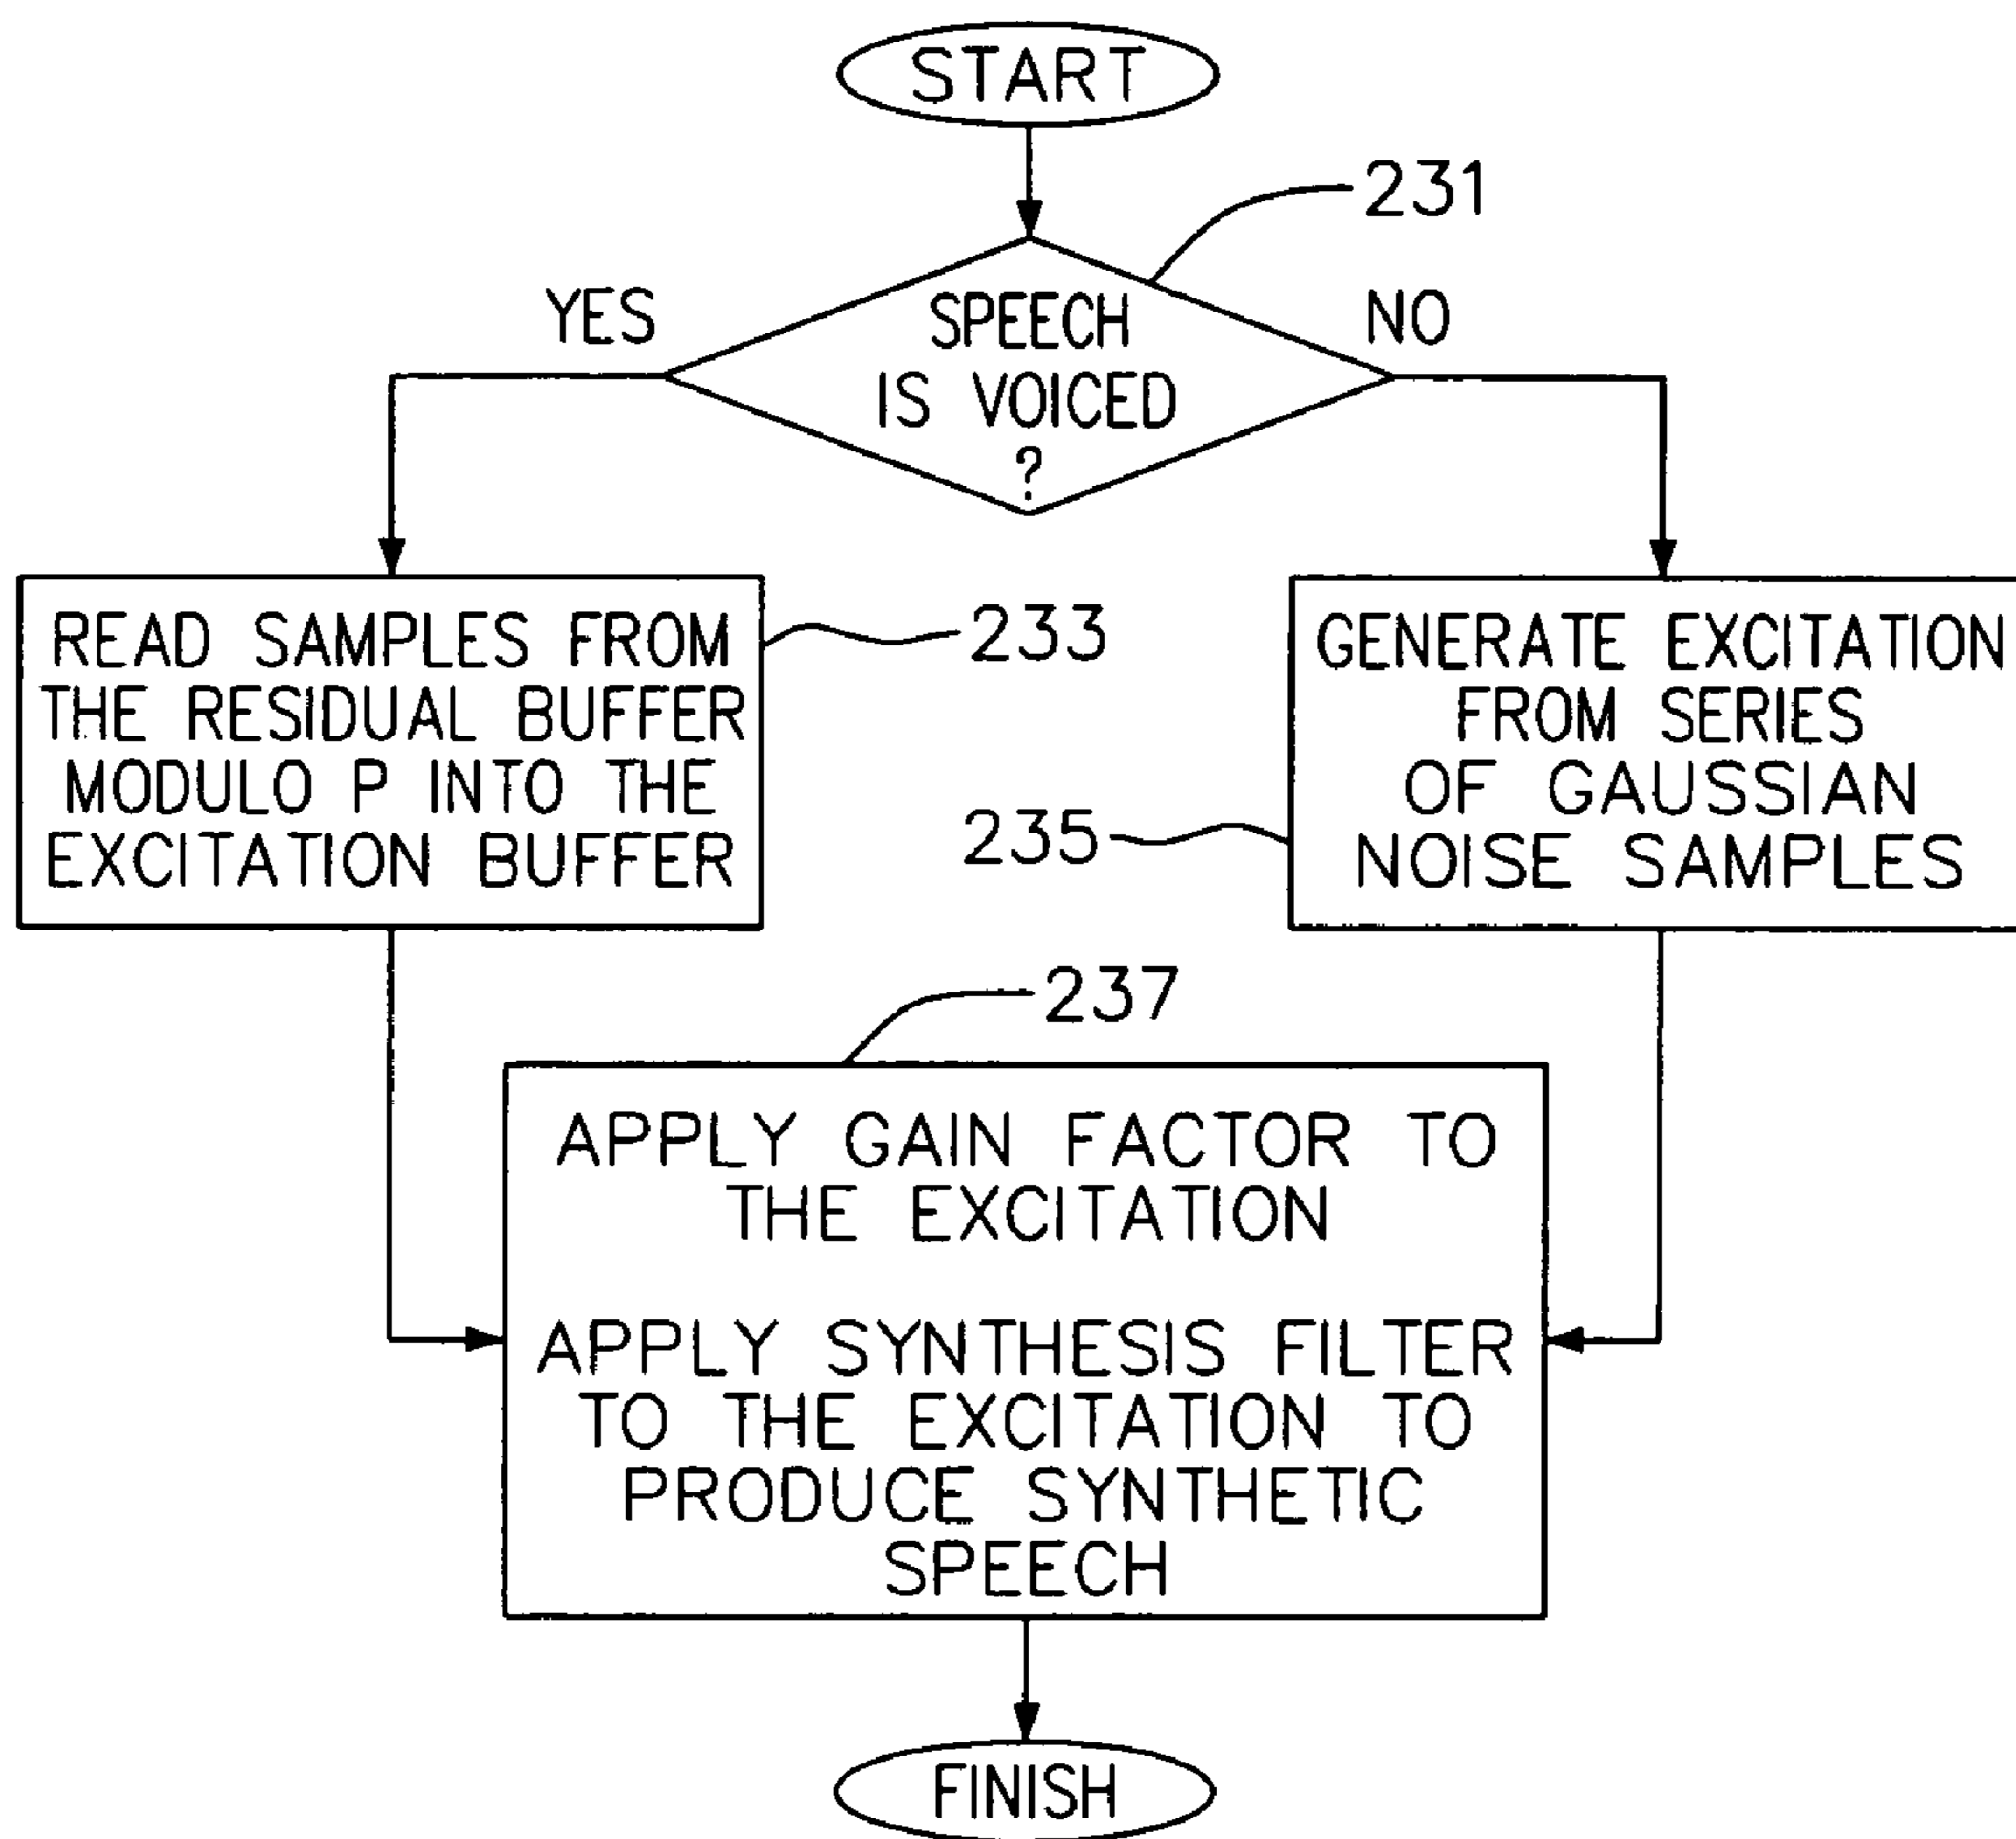 START
231
YES
SPEECH
IS VOICED
?
NO
READ SAMPLES FROM
THE RESIDUAL BUFFER
MODULO P INTO THE
EXCITATION BUFFER
233
GENERATE EXCITATION
FROM SERIES
OF GAUSSIAN
NOISE SAMPLES
235
237
APPLY GAIN FACTOR TO
THE EXCITATION
APPLY SYNTHESIS FILTER
TO THE EXCITATION TO
PRODUCE SYNTHETIC
SPEECH
FINISH